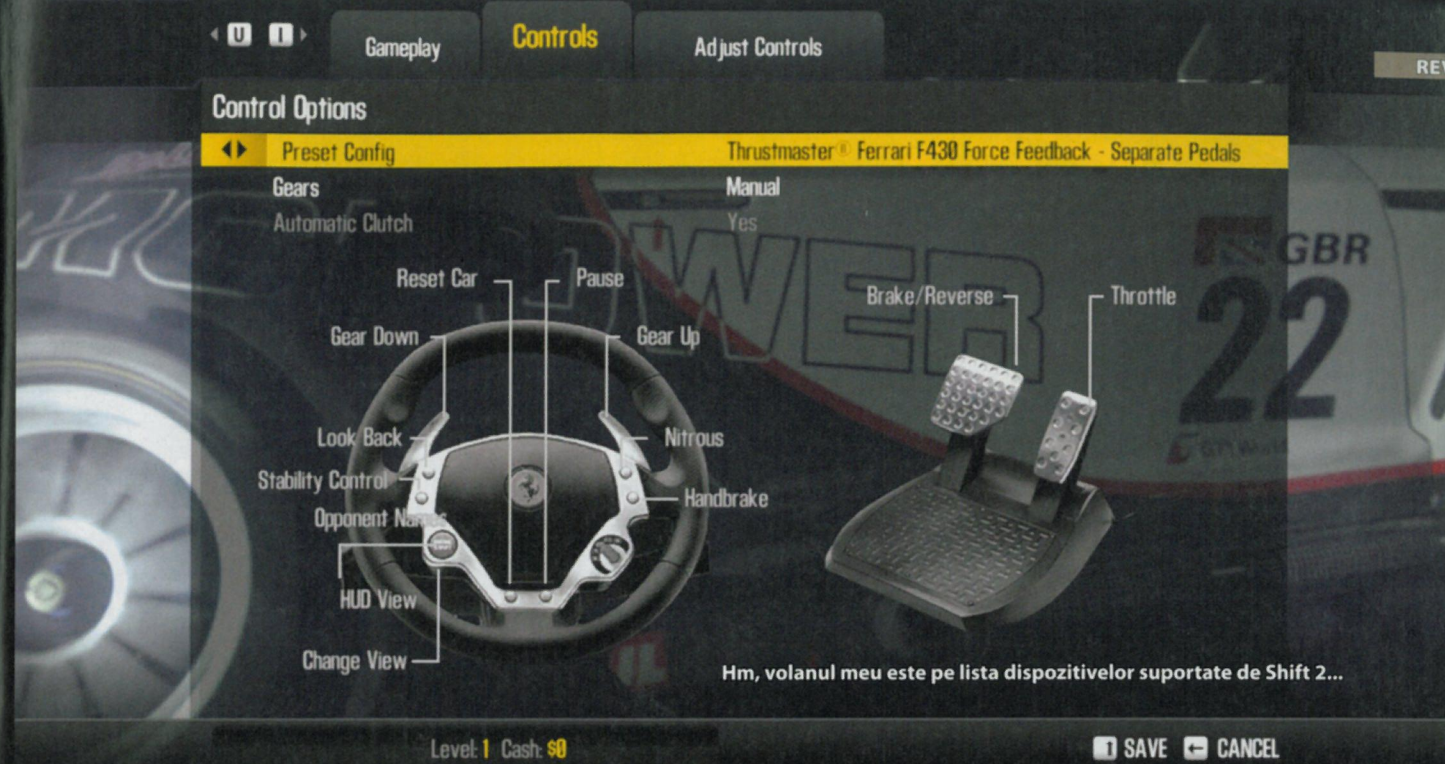 U I Gameplay Controls Adjust Controls
REV
Control Options
Preset Config Thrustmaster® Ferrari F430 Force Feedback - Separate Pedals
Gears Manual
Automatic Clutch Yes
Reset Car Pause
Brake/Reverse Throttle
Gear Down Gear Up
Look Back Nitrous
Stability Control
Handbrake
Opponent Names
HUD View
Change View
WER
GBR
22
Hm, volanul meu este pe lista dispozitivelor suportate de Shift 2...
Level: 1 Cash: $0
SAVE CANCEL